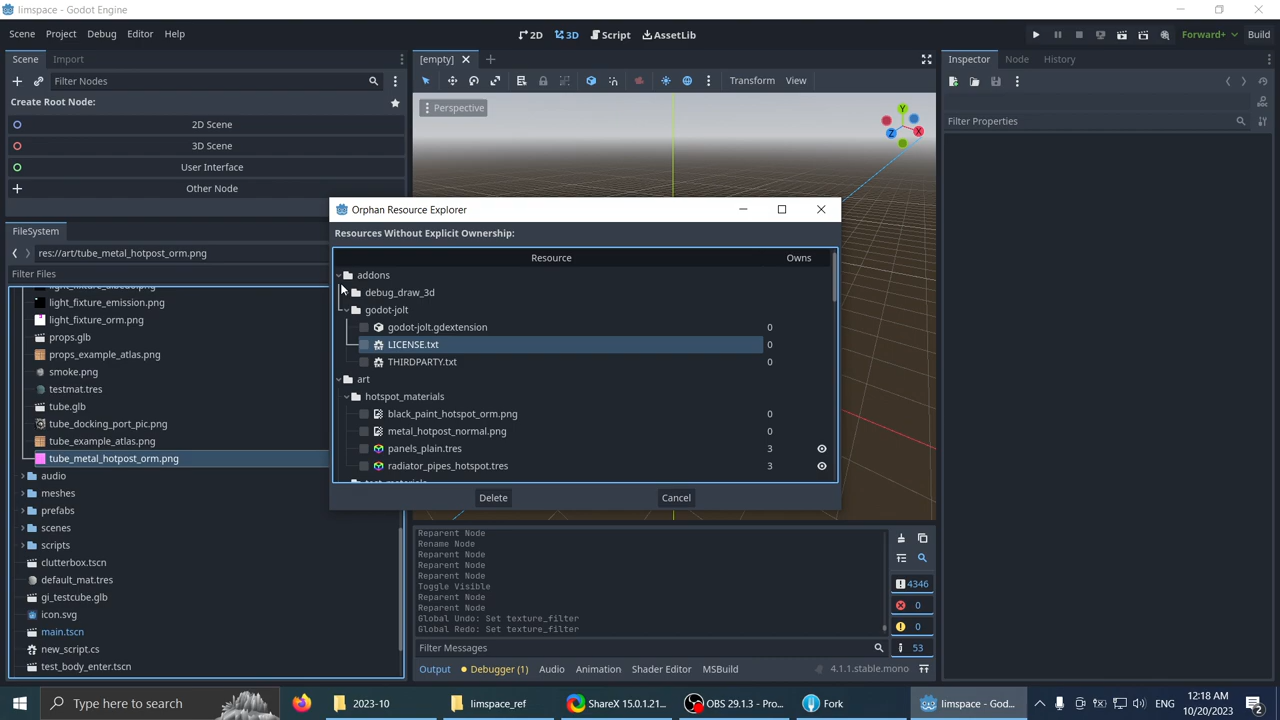 limspace - Godot Engine
Scene Project Debug Editor Help
2D 3D Script AssetLib
Forward+ Build
Scene Import
Filter Nodes
Create Root Node:
2D Scene
3D Scene
User Interface
Other Node
FileSystem
res://art/tube_metal_hotpost_orm.png
Filter Files
light_fixture_emission.png
light_fixture_orm.png
props.glb
props_example_atlas.png
smoke.png
testmat.tres
tube.glb
tube_docking_port_pic.png
tube_example_atlas.png
tube_metal_hotpost_orm.png
audio
meshes
prefabs
scenes
scripts
clutterbox.tscn
default_mat.tres
gi_testcube.glb
icon.svg
main.tscn
new_script.cs
test_body_enter.tscn
[empty]
Transform View
Perspective
Y
X
Z
Orphan Resource Explorer
Resources Without Explicit Ownership:
Resource Owns
addons
debug_draw_3d
godot-jolt
godot-jolt.gdextension 0
LICENSE.txt 0
THIRDPARTY.txt 0
art
hotspot_materials
black_paint_hotspot_orm.png 0
metal_hotpost_normal.png 0
panels_plain.tres 3
radiator_pipes_hotspot.tres 3
Delete Cancel
Reparent Node
Rename Node
Reparent Node
Reparent Node
Reparent Node
Toggle Visible
Reparent Node
Reparent Node
Global Undo: Set texture_filter
Global Redo: Set texture_filter
4346
0
0
53
Filter Messages
Output Debugger (1) Audio Animation Shader Editor MSBuild 4.1.1.stable.mono
Inspector Node History
Filter Properties
Type here to search
2023-10
limspace_ref
ShareX 15.0.1...
OBS 29.1.3 - Pro...
Fork
limspace - God...
ENG
12:18 AM
10/20/2023
2